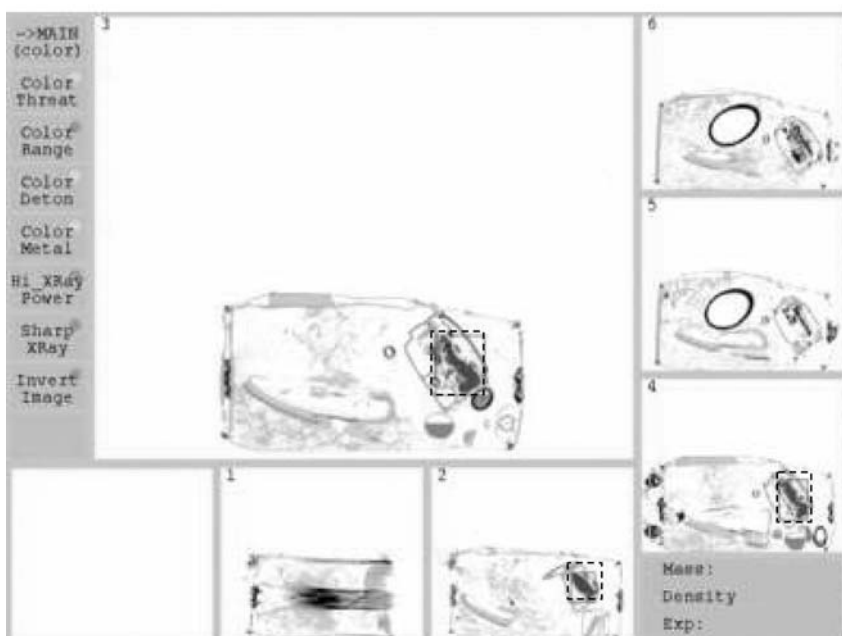 ->MAIN
(color)
Color
Threat
Color
Range
Color
Deton
Color
Metal
Hi_XRay
Power
Sharp
XRay
Invert
Image
3
6
5
4
1
2
Mass:
Density
Exp: